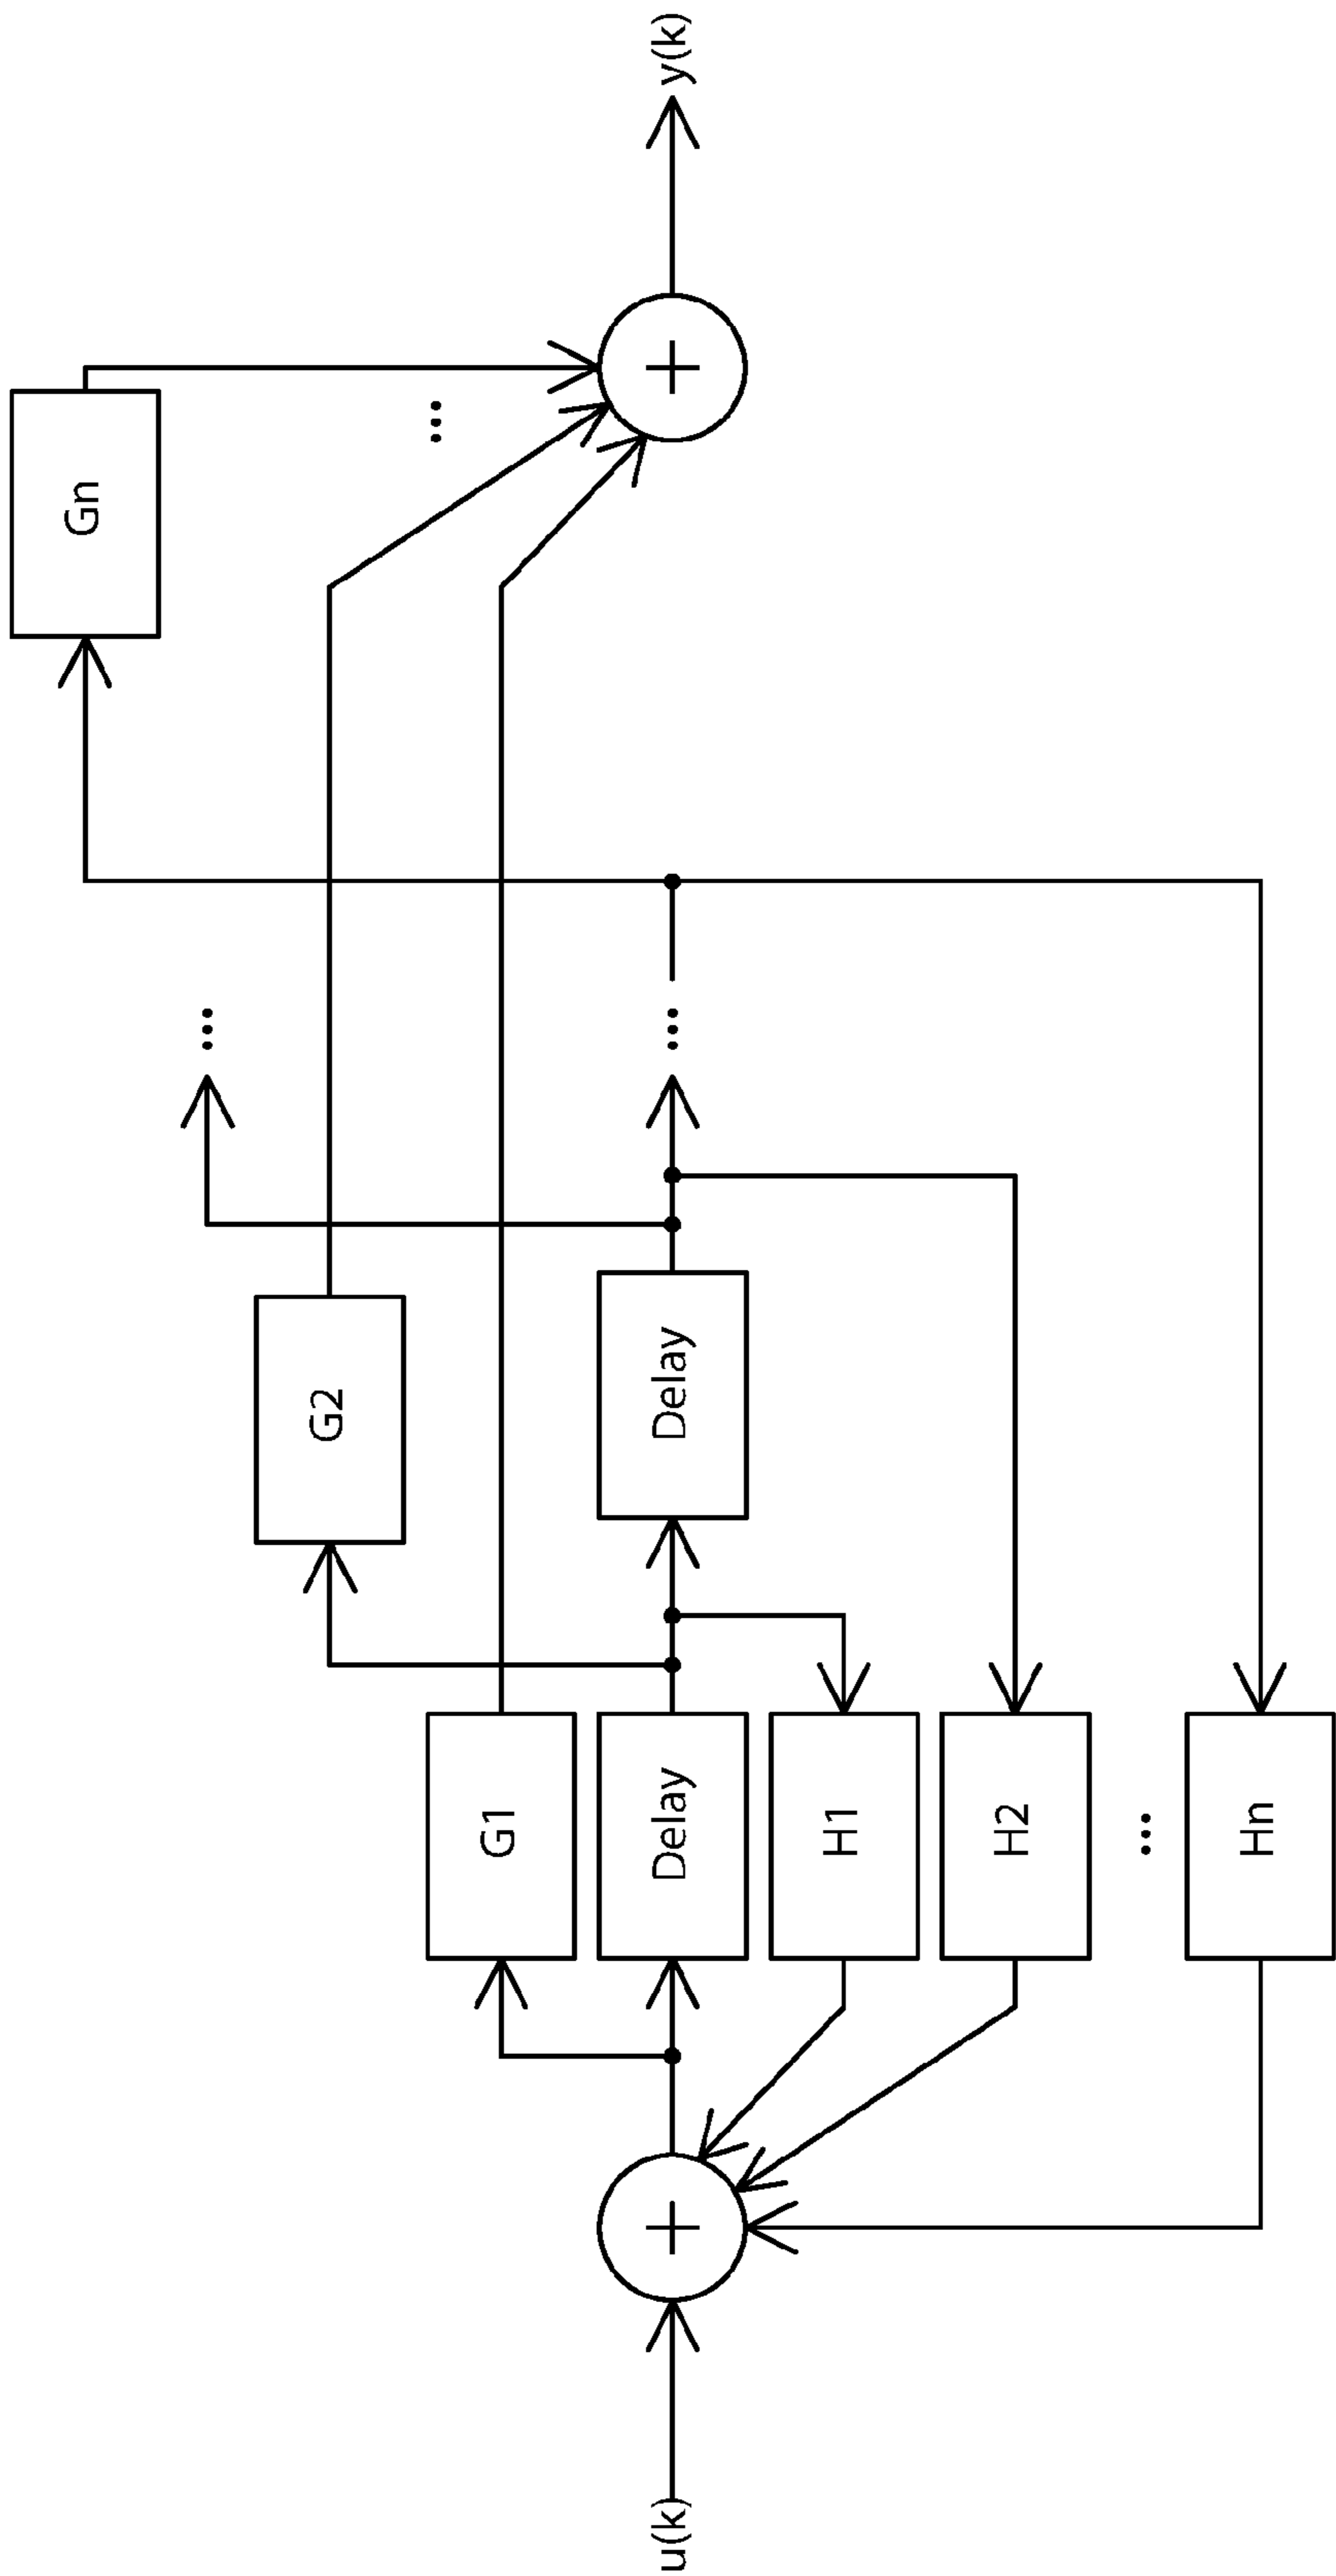 Gn
...
...
G2
G1
u(k)
+
Delay
Delay
...
+
y(k)
H1
H2
...
Hn